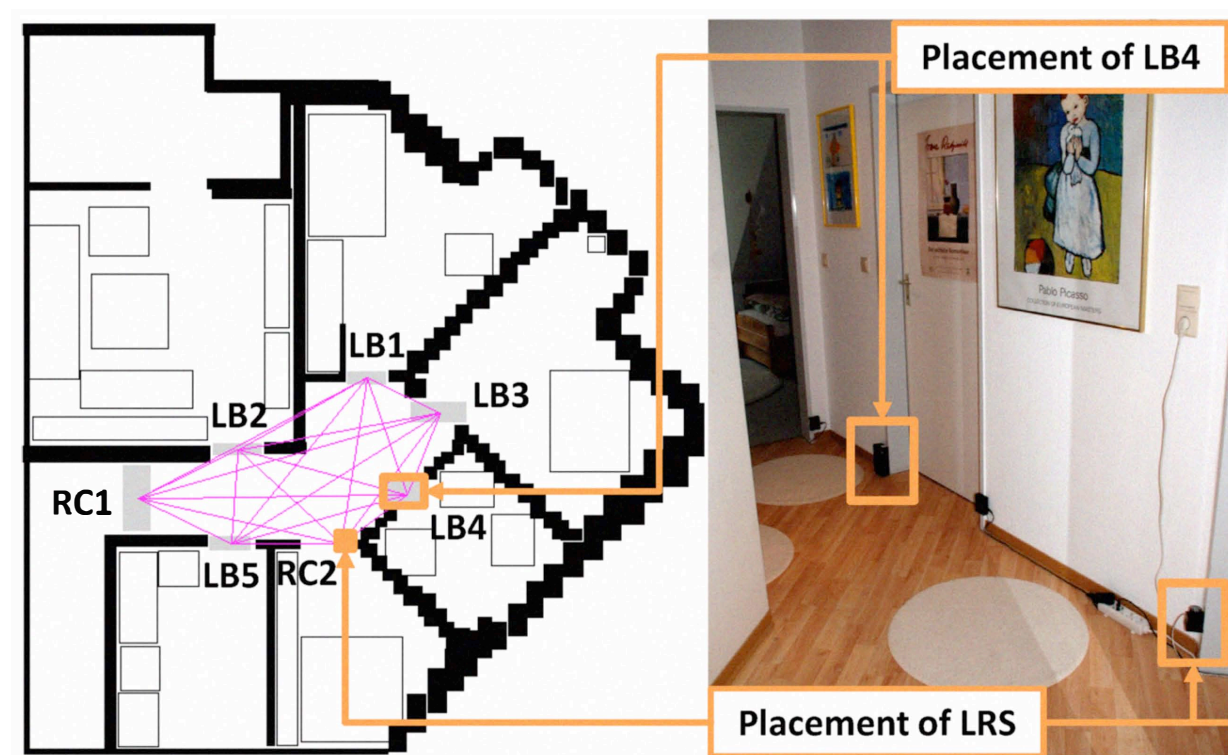 Placement of LB4
LB1
LB3
LB2
RC1
LB4
LB5
RC2
Pablo Picasso
Placement of LRS